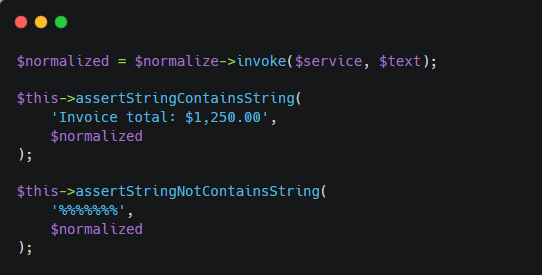 $normalized = $normalize->invoke($service, $text);
$this->assertStringContainsString(
'Invoice total: $1,250.00',
$normalized
);
$this->assertStringNotContainsString(
'%%%%%%%',
$normalized
);